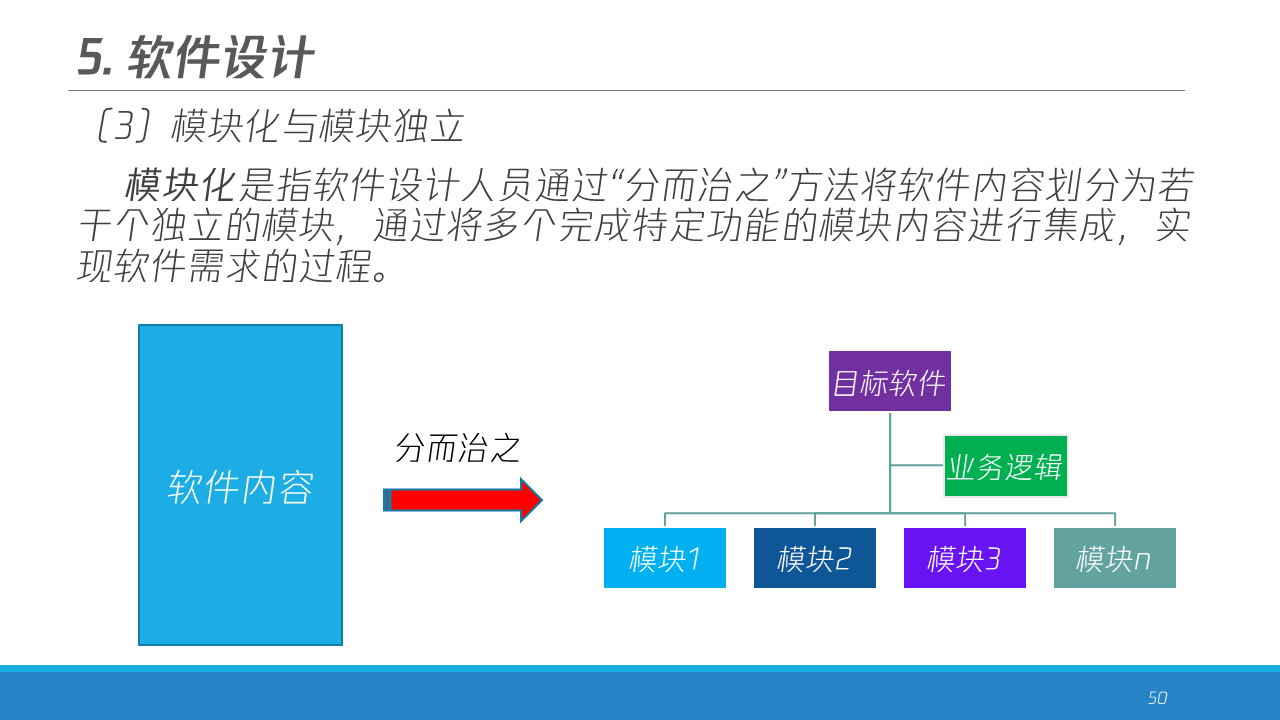 5. 软件设计
（3）模块化与模块独立
模块化是指软件设计人员通过“分而治之”方法将软件内容划分为若
干个独立的模块，通过将多个完成特定功能的模块内容进行集成，实
现软件需求的过程。
目标软件
分而治之
业务逻辑
软件内容
模块1
模块2
模块3
模块n
50